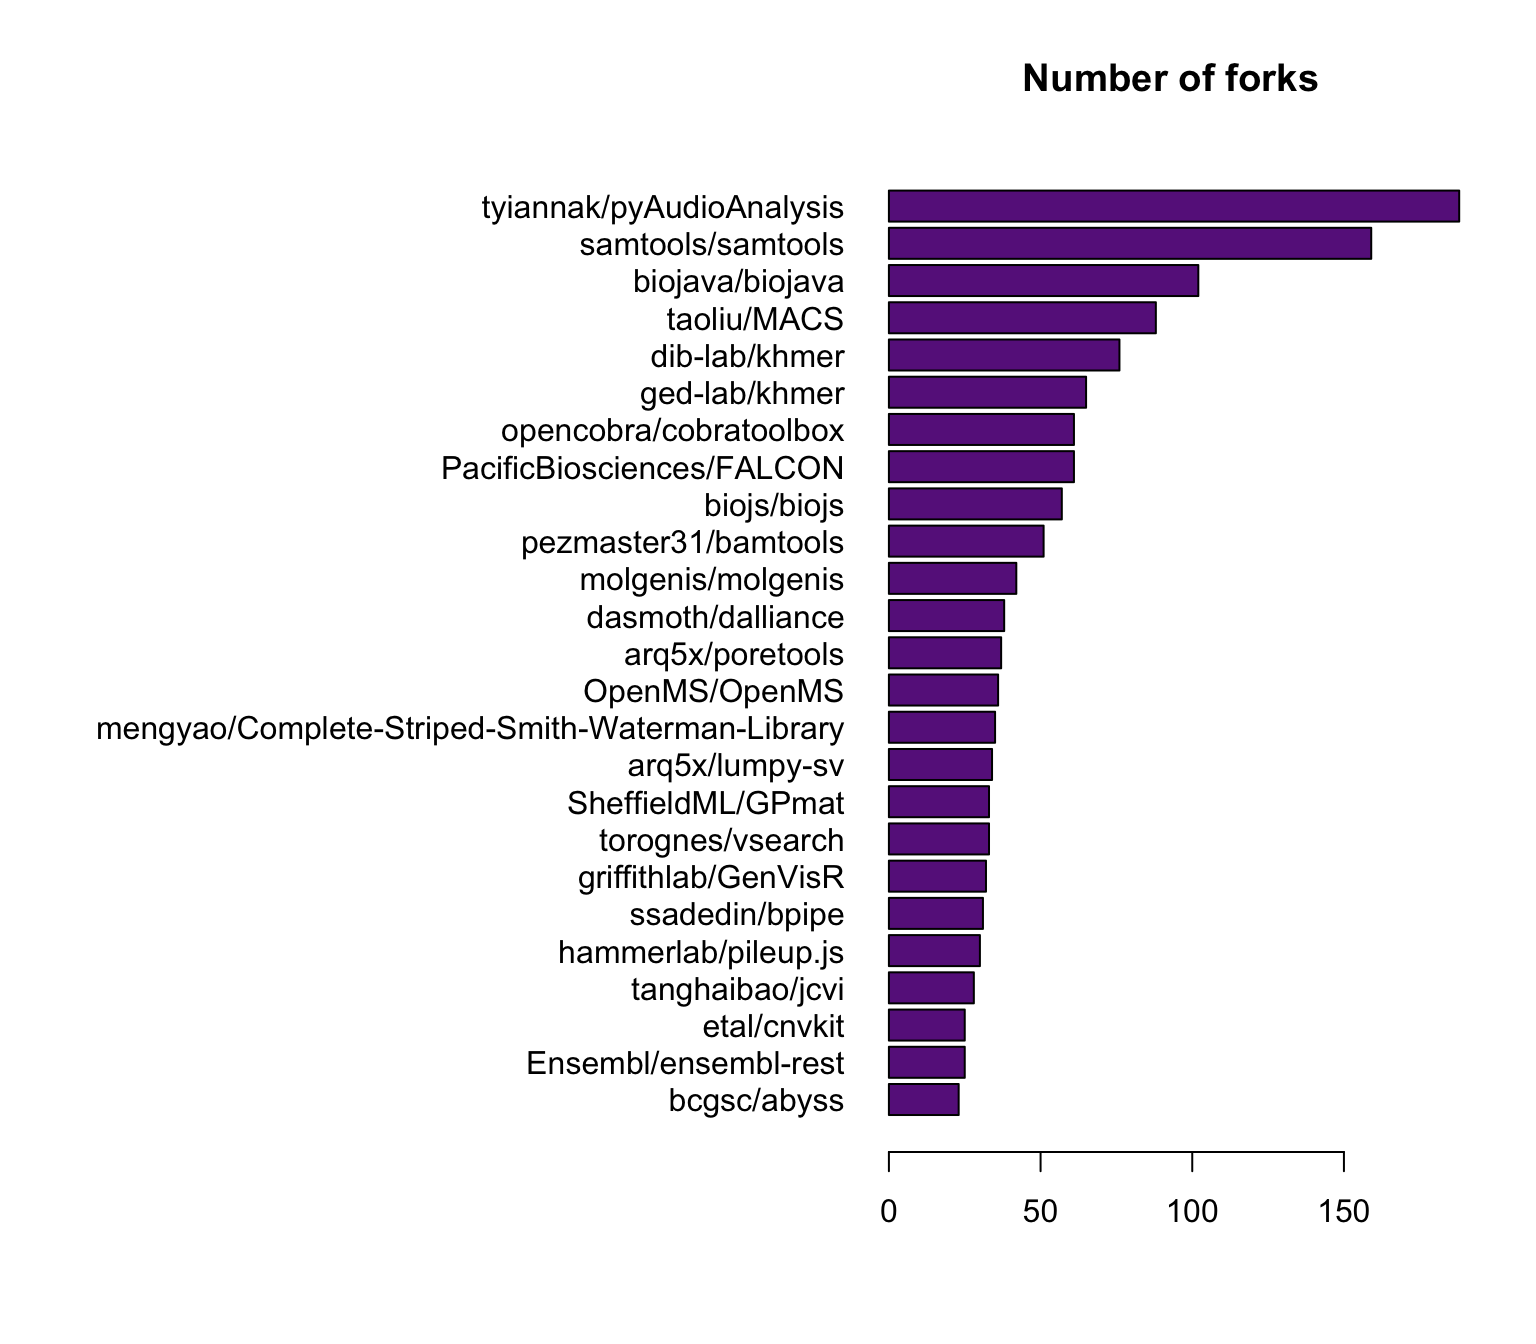 Number of forks
tyiannak/pyAudioAnalysis
samtools/samtools
biojava/biojava
taoliu/MACS
dib-lab/khmer
ged-lab/khmer
opencobra/cobratoolbox
PacificBiosciences/FALCON
biojs/biojs
pezmaster31/bamtools
molgenis/molgenis
dasmoth/dalliance
arq5x/poretools
OpenMS/OpenMS
mengyao/Complete-Striped-Smith-Waterman-Library
arq5x/lumpy-sv
SheffieldML/GPmat
torognes/vsearch
griffithlab/GenVisR
ssadedin/bpipe
hammerlab/pileup.js
tanghaibao/jcvi
etal/cnvkit
Ensembl/ensembl-rest
bcgsc/abyss
0 50 100 150